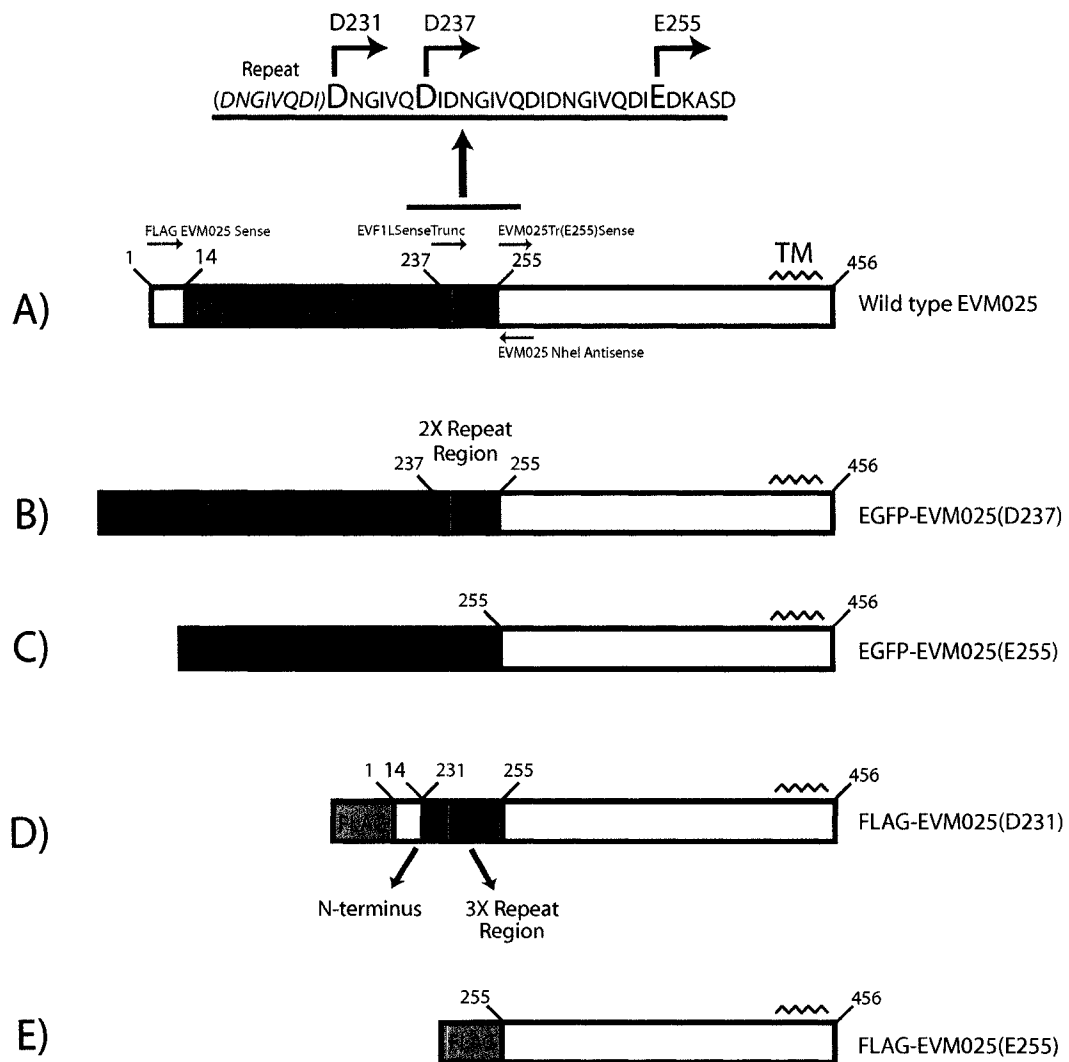 D231 D237 E255
Repeat
(DNGIVQDI)DNGIVQDIDNGIVQDIDNGIVQDIEDKASD
FLAG EVM025 Sense EVF1LSenseTrunc EVM025Tr(E255)Sense
1 14 237 255 TM 456
A) Wild type EVM025
EVM025 NheI Antisense
2X Repeat
Region
237 255 456
B) EGFP-EVM025(D237)
255 456
C) EGFP-EVM025(E255)
1 14 231 255 456
D) FLAG FLAG-EVM025(D231)
N-terminus 3X Repeat
Region
255 456
E) FLAG FLAG-EVM025(E255)